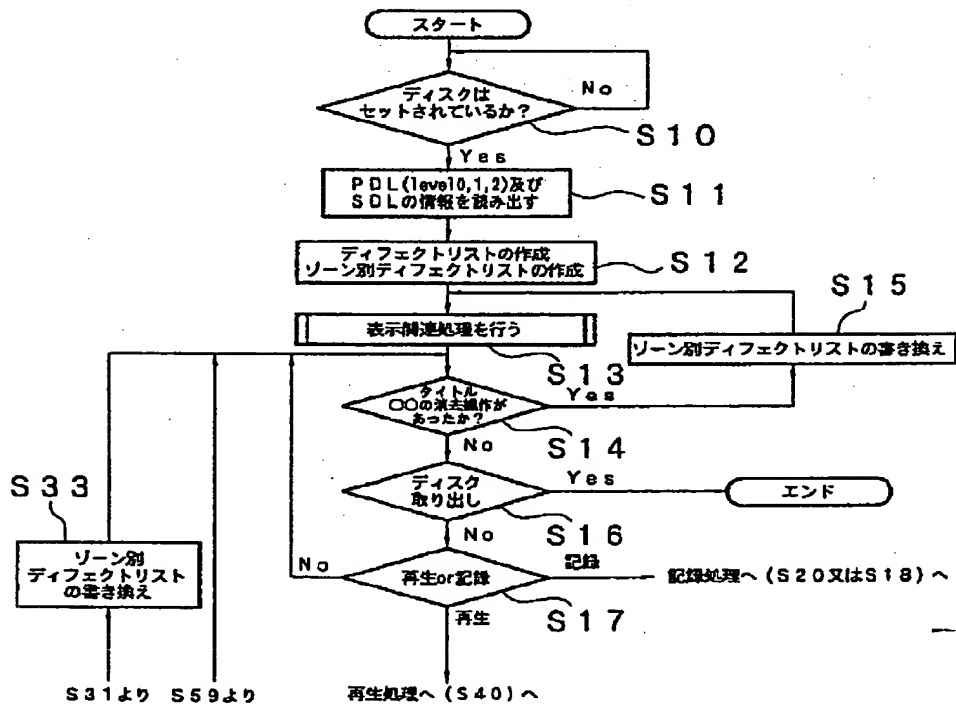 スタート
ディスクは
セットされているか？
No
S10
Yes
PDL(level0,1,2)及び
SDLの情報を読み出す
S11
ディフェクトリストの作成
ゾーン別ディフェクトリストの作成
S12
S15
表示関連処理を行う
ゾーン別ディフェクトリストの書き換え
S13
タイトル
○○の消去操作が
あったか？
Yes
S14
No
S33
ディスク
取り出し
Yes
エンド
S16
No
ゾーン別
ディフェクトリスト
の書き換え
No
再生or記録
記録
記録処理へ（S20又はS18）へ
S17
再生
S31より
S59より
再生処理へ（S40）へ